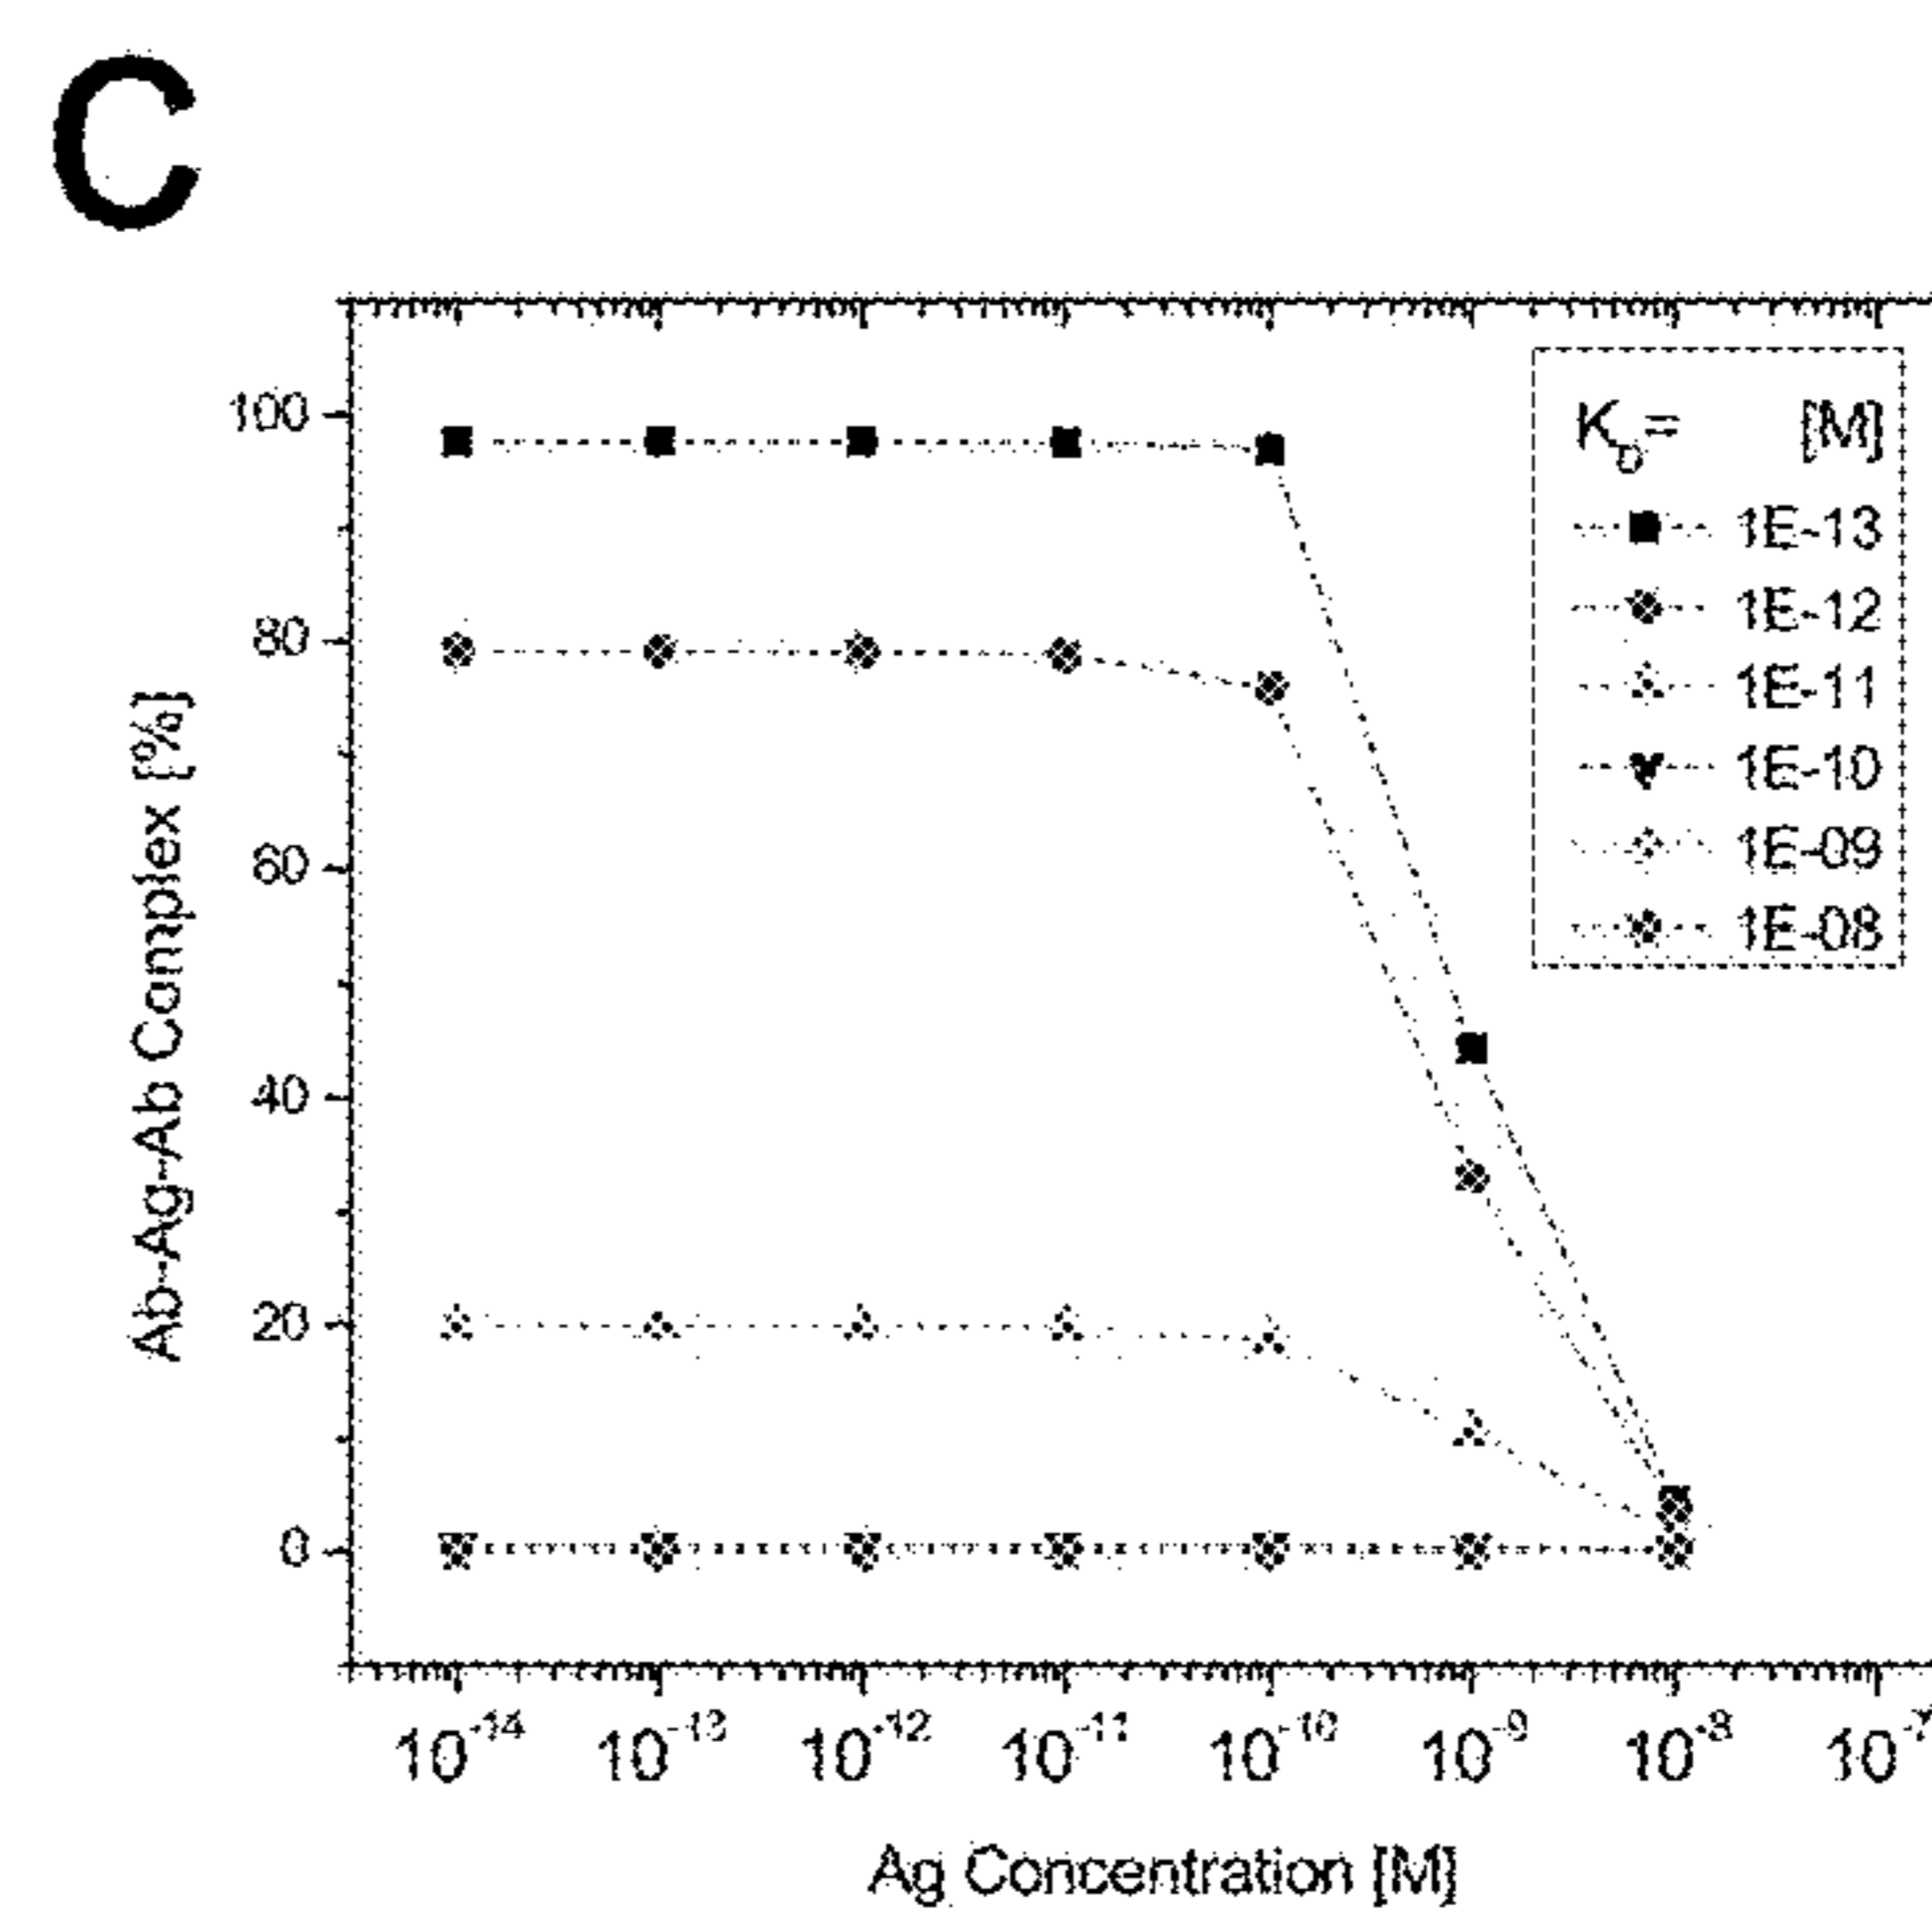 C
100
80
60
40
20
0
Ab-Ag-Ab Complex [%]
K_D= [M]
1E-13
1E-12
1E-11
1E-10
1E-09
1E-08
10^-14 10^-13 10^-12 10^-11 10^-10 10^-9 10^-8 10^-7
Ag Concentration [M]